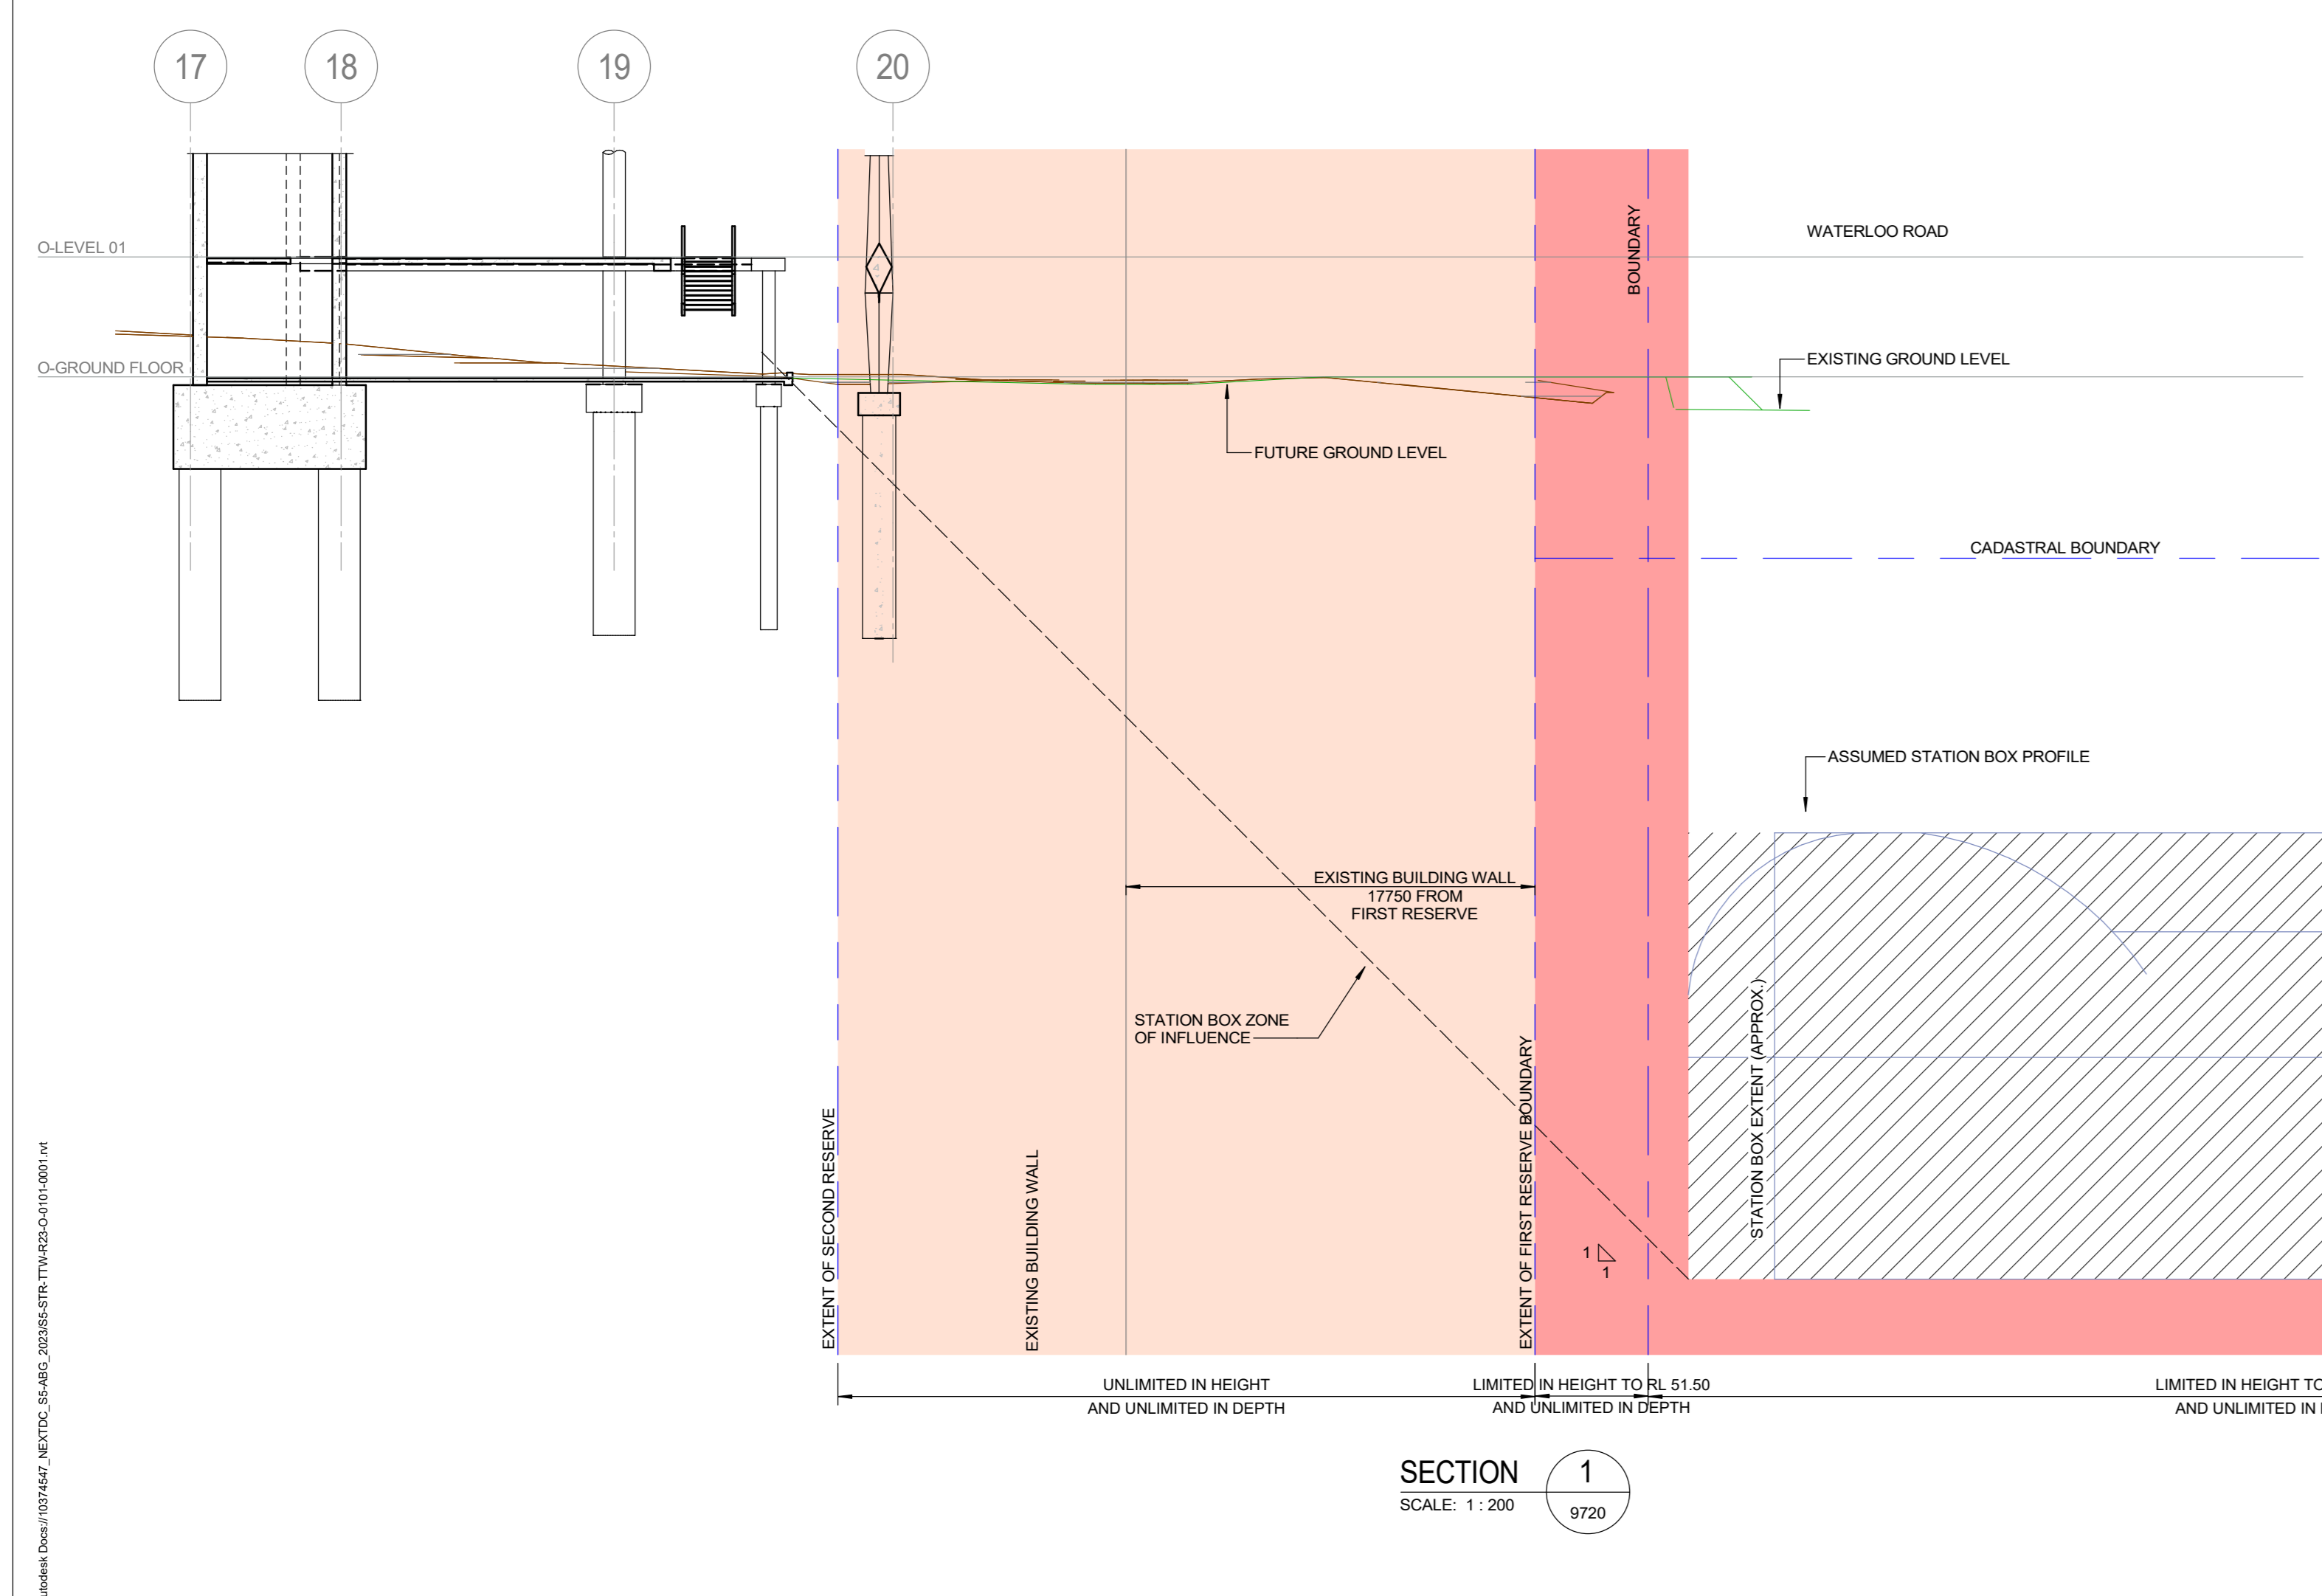 17
18
19
20
O-LEVEL 01
O-GROUND FLOOR
BOUNDARY
WATERLOO ROAD
EXISTING GROUND LEVEL
FUTURE GROUND LEVEL
CADASTRAL BOUNDARY
ASSUMED STATION BOX PROFILE
EXISTING BUILDING WALL
17750 FROM
FIRST RESERVE
STATION BOX ZONE
OF INFLUENCE
EXTENT OF SECOND RESERVE
EXISTING BUILDING WALL
EXTENT OF FIRST RESERVE BOUNDARY
STATION BOX EXTENT (APPROX.)
1
1
UNLIMITED IN HEIGHT
AND UNLIMITED IN DEPTH
LIMITED IN HEIGHT TO RL 51.50
AND UNLIMITED IN DEPTH
LIMITED IN HEIGHT TO
AND UNLIMITED IN
SECTION
SCALE: 1 : 200
1
9720
utodesk Docs://10374547_NEXTDC_S5-ABG_2023/S5-STR-TTW-R23-O-0101-0001.rvt